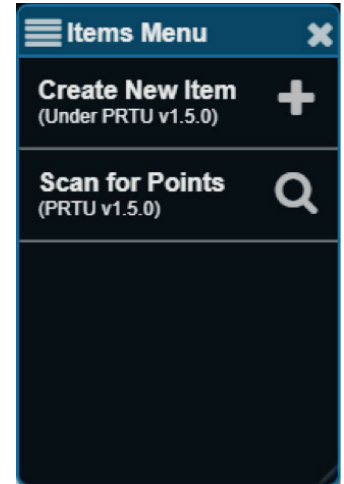 Items Menu
Create New Item
(Under PRTU v1.5.0)
Scan for Points
(PRTU v1.5.0)